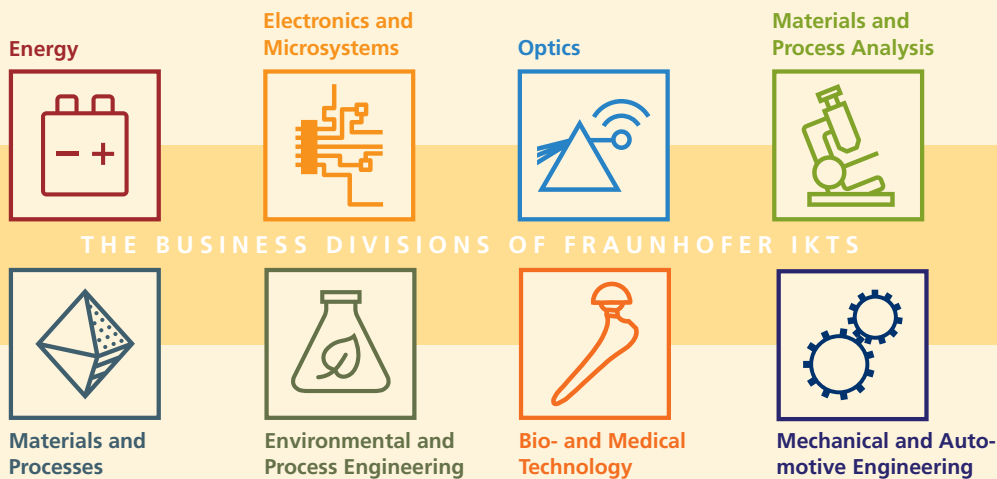 Energy
Electronics and
Microsystems
Optics
Materials and
Process Analysis
THE BUSINESS DIVISIONS OF FRAUNHOFER IKTS
Materials and
Processes
Environmental and
Process Engineering
Bio- and Medical
Technology
Mechanical and Auto-
motive Engineering